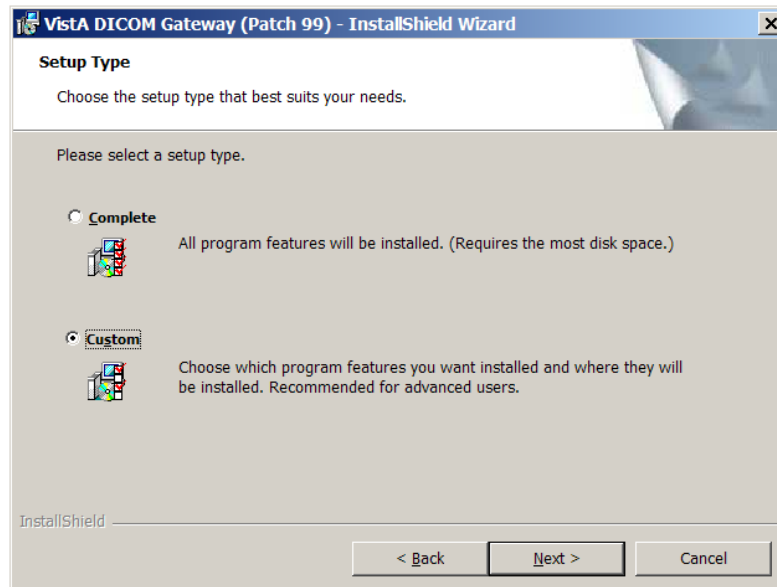 VistA DICOM Gateway (Patch 99) - InstallShield Wizard
Setup Type
Choose the setup type that best suits your needs.
Please select a setup type.
Complete
All program features will be installed. (Requires the most disk space.)
Custom
Choose which program features you want installed and where they will
be installed. Recommended for advanced users.
InstallShield
< Back Next > Cancel